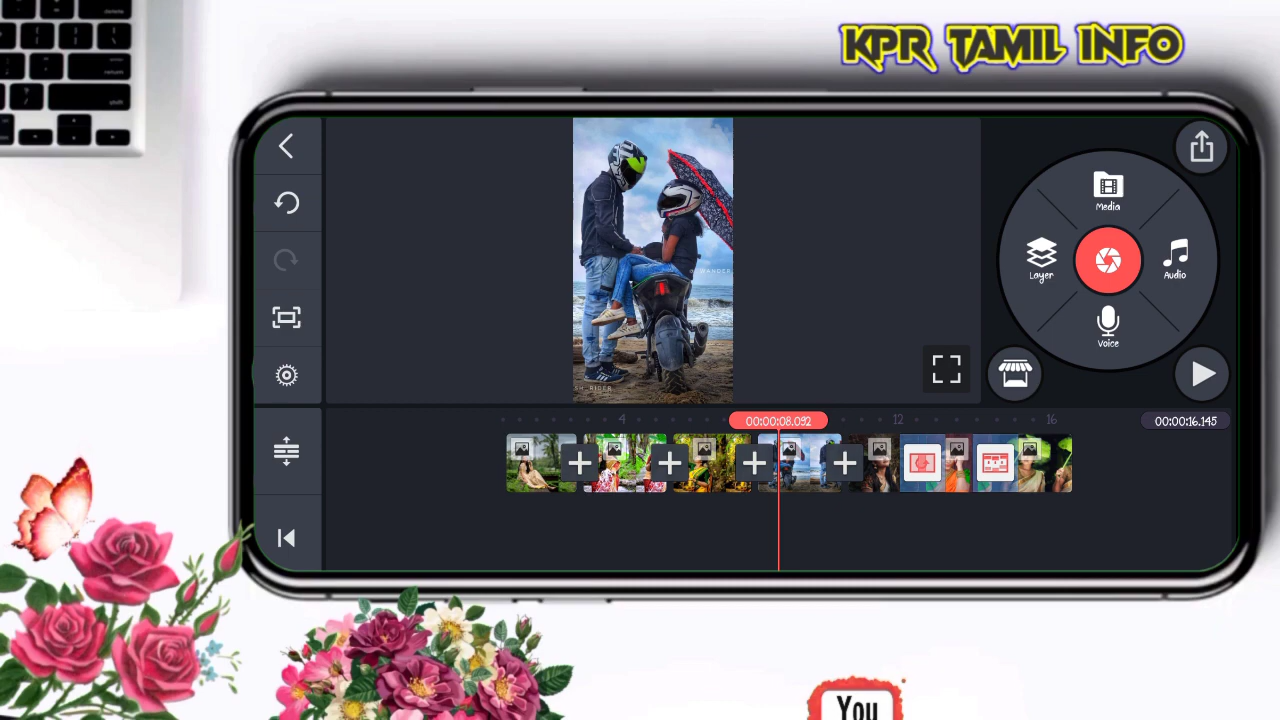 KPR TAMIL INFO
Media
Layer
Audio
Voice
SH_RIDER
4
00:00:08.092
12
16
00:00:16.145
You